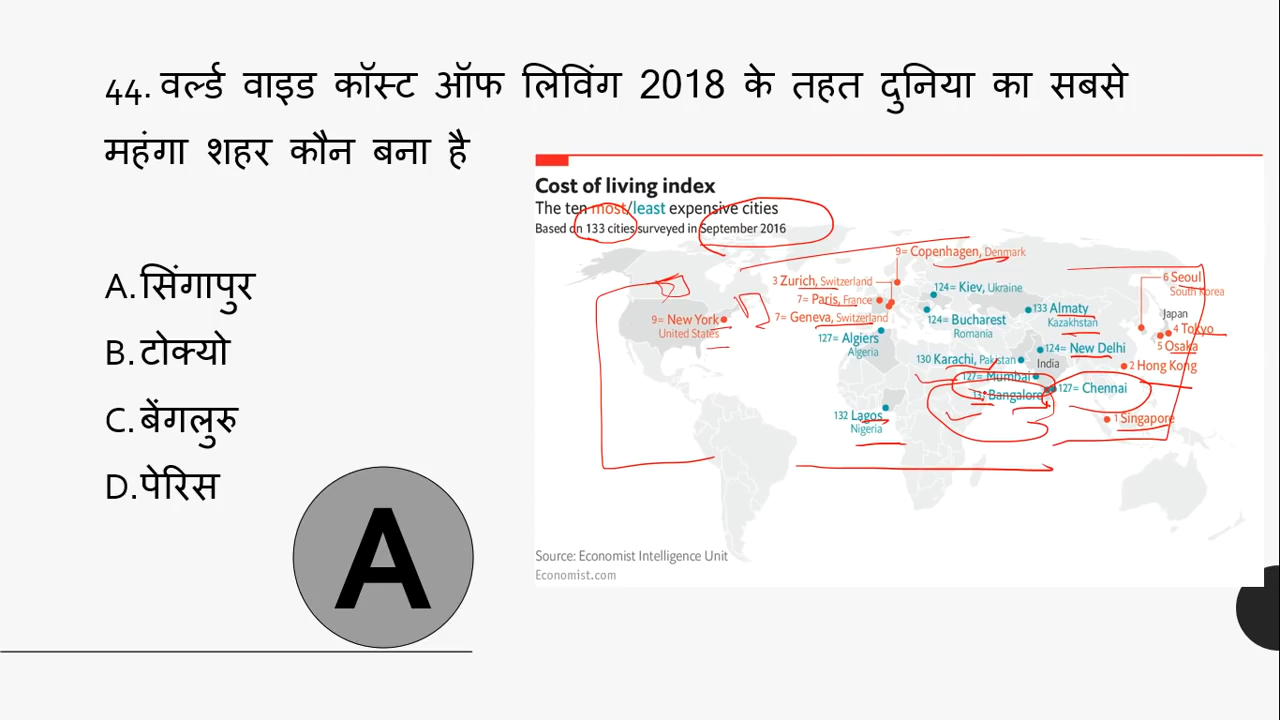 44. वर्ल्ड वाइड कॉस्ट ऑफ लिविंग 2018 के तहत दुनिया का सबसे
महंगा शहर कौन बना है
A. सिंगापुर
B. टोक्यो
C. बेंगलुरु
D. पेरिस
A
Cost of living index
The ten most/least expensive cities
Based on 133 cities surveyed in September 2016
9= Copenhagen, Denmark
3 Zurich, Switzerland
7= Paris, France
7= Geneva, Switzerland
9= New York
United States
127= Algiers
Algeria
124= Kiev, Ukraine
124= Bucharest
Romania
133 Almaty
Kazakhstan
124= New Delhi
India
130 Karachi, Pakistan
127= Mumbai
Bangalore
127= Chennai
132 Lagos
Nigeria
6 Seoul
South Korea
Japan
4 Tokyo
5 Osaka
2 Hong Kong
1 Singapore
Source: Economist Intelligence Unit
Economist.com